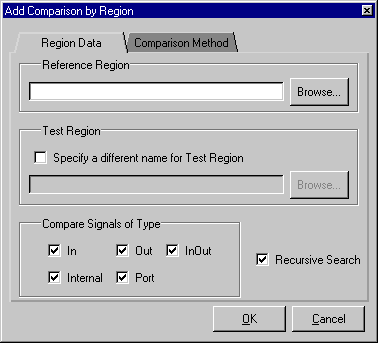 Add Comparison by Region
Region Data
Comparison Method
Reference Region
Browse...
Test Region
Specify a different name for Test Region
Browse...
Compare Signals of Type
In
Out
InOut
Internal
Port
Recursive Search
OK
Cancel